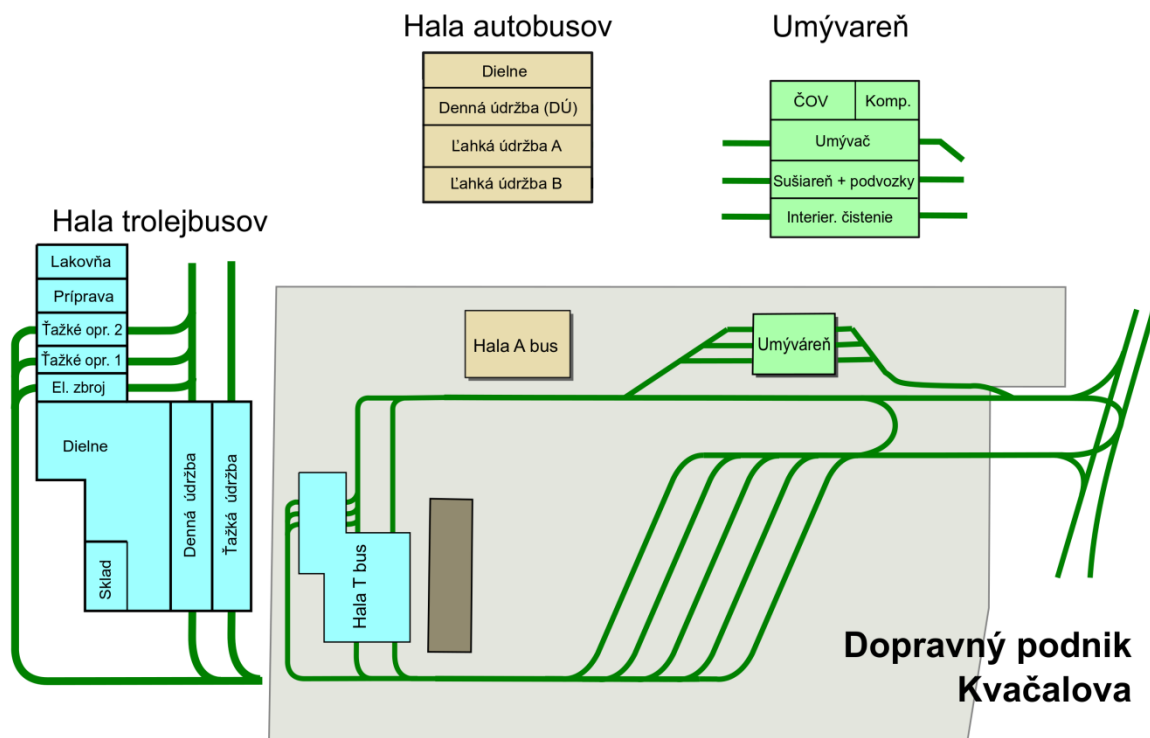 Hala autobusov
Dielne
Denná údržba (DÚ)
Ľahká údržba A
Ľahká údržba B
Umývareň
ČOV
Komp.
Umývač
Sušiareň + podvozky
Interier. čistenie
Hala trolejbusov
Lakovňa
Príprava
Ťažké opr. 2
Ťažké opr. 1
El. zbroj
Dielne
Sklad
Denná údržba
Ťažká údržba
Hala A bus
Umýváreň
Hala T bus
Dopravný podnik
Kvačalova